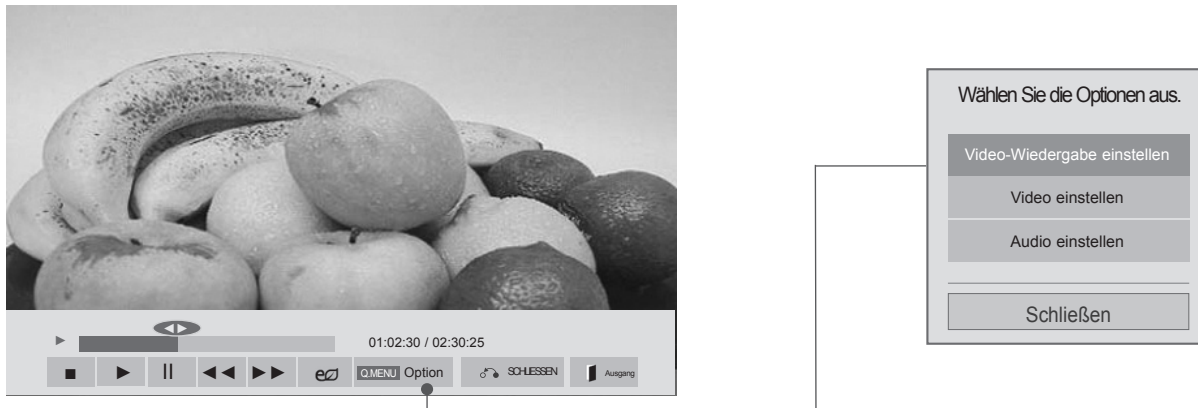 01:02:30 / 02:30:25
Q.MENU Option
SCHLIESSEN
Ausgang
Wählen Sie die Optionen aus.
Video-Wiedergabe einstellen
Video einstellen
Audio einstellen
Schließen